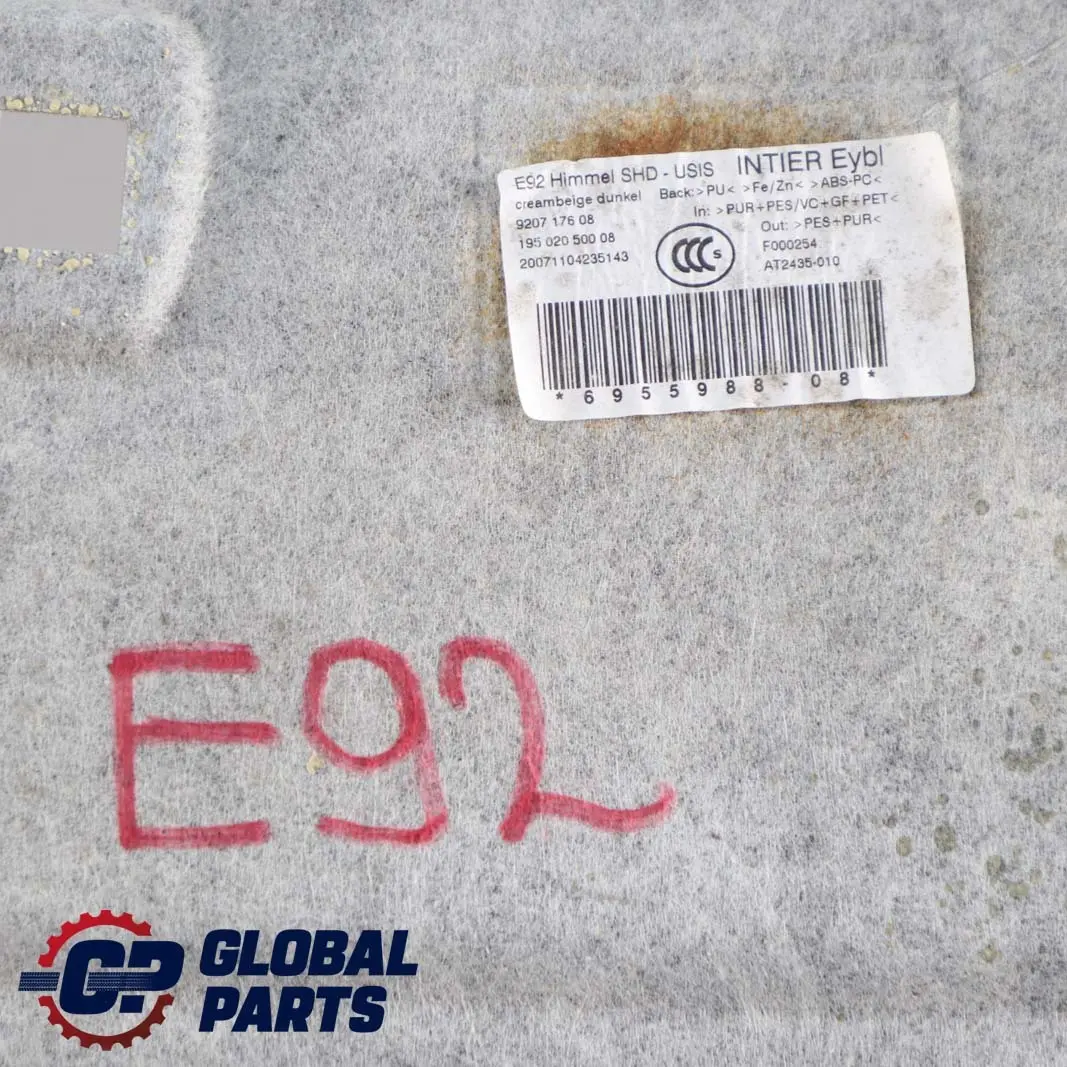 E92 Himmel SHD - USIS INTIER Eybl
creambeige dunkel Back:>PU< >Fe/Zn< >ABS-PC<
9207 176 08 In: >PUR+PES/VC+GF+PET<
195 020 500 08 Out: >PES+PUR<
20071104235143 CCC S F000254
AT2435-010
*6955988-08*
E92
CP GLOBAL
PARTS